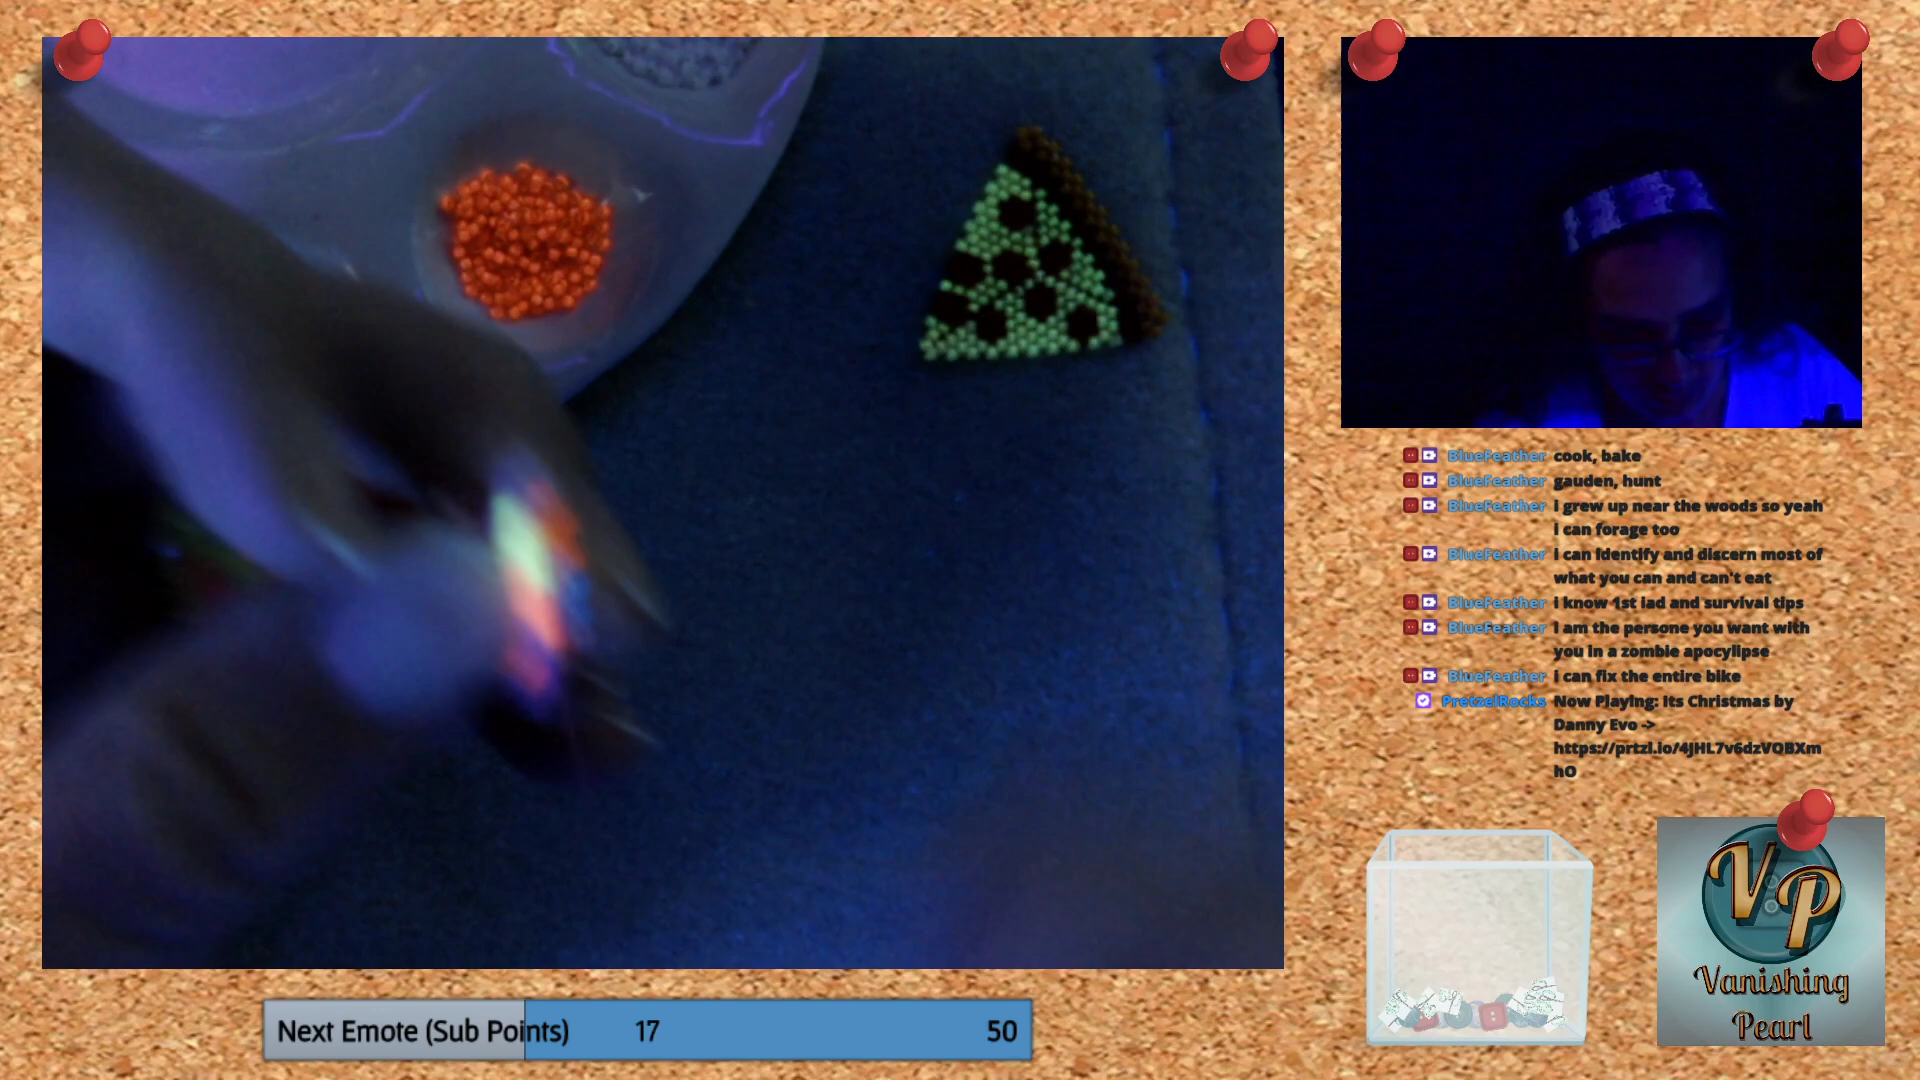 BlueFeather cook, bake
BlueFeather gauden, hunt
BlueFeather i grew up near the woods so yeah
i can forage too
BlueFeather i can identify and discern most of
what you can and can't eat
BlueFeather i know 1st iad and survival tips
BlueFeather I am the persone you want with
you in a zombie apocylipse
BlueFeather i can fix the entire bike
PretzelRocks Now Playing: Its Christmas by
Danny Evo ->
https://prtzl.io/4jHL7v6dzVOBXm
hO
VP
Vanishing
Pearl
Next Emote (Sub Points) 17 50